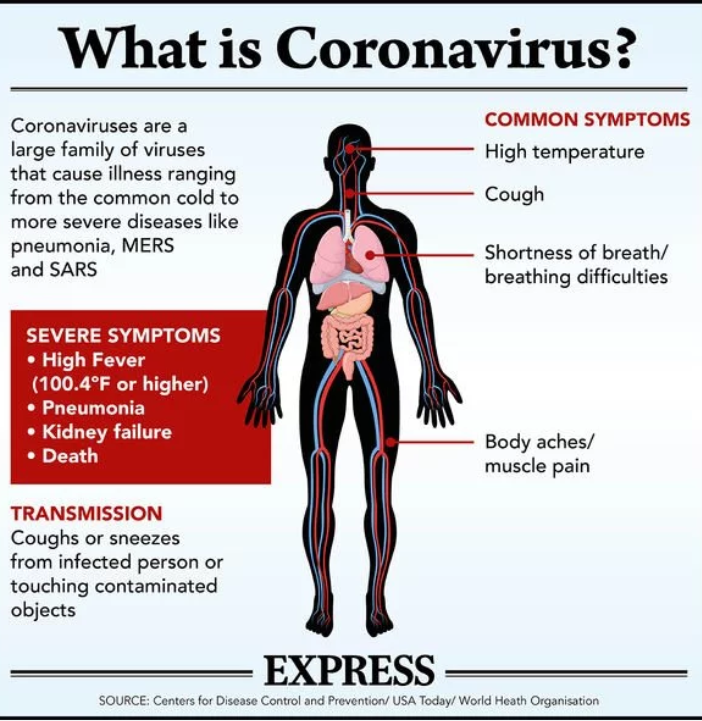 What is Coronavirus?
Coronaviruses are a
large family of viruses
that cause illness ranging
from the common cold to
more severe diseases like
pneumonia, MERS
and SARS
SEVERE SYMPTOMS
• High Fever
(100.4ºF or higher)
• Pneumonia
• Kidney failure
• Death
TRANSMISSION
Coughs or sneezes
from infected person or
touching contaminated
objects
COMMON SYMPTOMS
High temperature
Cough
Shortness of breath/
breathing difficulties
Body aches/
muscle pain
EXPRESS
SOURCE: Centers for Disease Control and Prevention/ USA Today/ World Heath Organisation